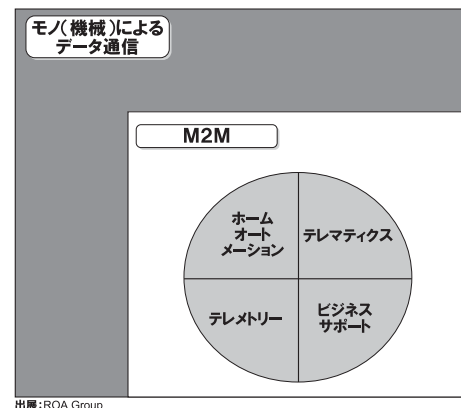 モノ(機械)による
データ通信
M2M
ホーム
オート
メーション
テレマティクス
テレメトリー
ビジネス
サポート
出展:ROA Group